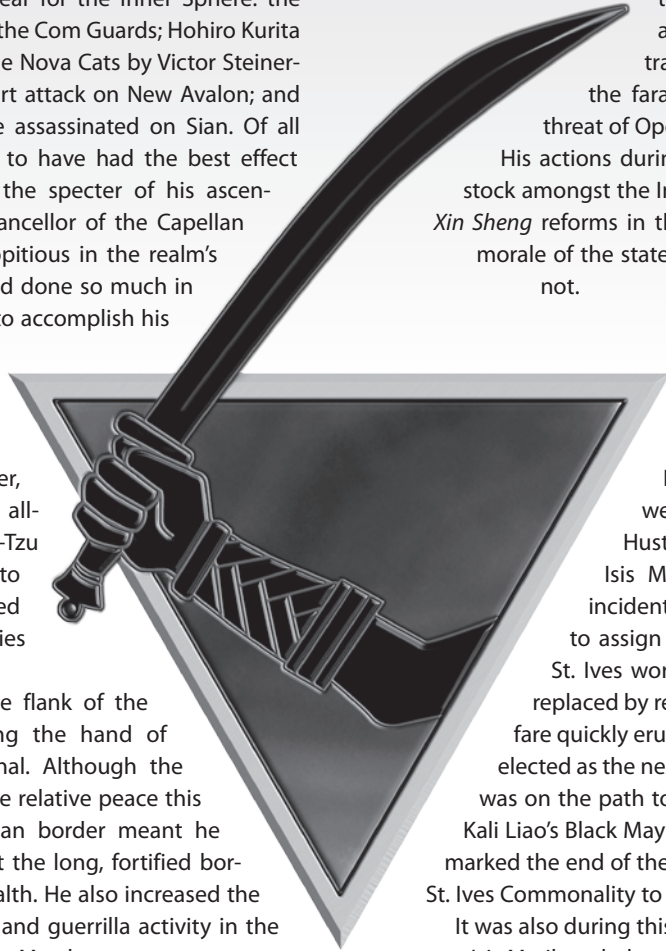 ear for the Inner Sphere: the
the Com Guards; Hohiro Kurita
e Nova Cats by Victor Steiner-
rt attack on New Avalon; and
e assassinated on Sian. Of all
to have had the best effect
the specter of his ascen-
ancellor of the Capellan
opitious in the realm's
d done so much in
to accomplish his
er,
all-
-Tzu
to
ed
ies
e flank of the
ng the hand of
nal. Although the
e relative peace this
an border meant he
t the long, fortified bor-
alth. He also increased the
and guerrilla activity in the
a
tra
the fara
threat of Ope
His actions durin
stock amongst the In
Xin Sheng reforms in th
morale of the state
not.
we
Hust
Isis M
incident
to assign
St. Ives wor
replaced by re
fare quickly eru
elected as the ne
was on the path to
Kali Liao's Black May
marked the end of the
St. Ives Commonality to
It was also during this